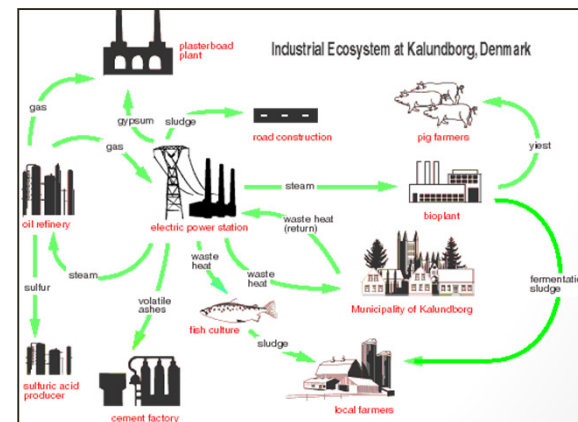 plasterboad
plant
Industrial Ecosystem at Kalundborg, Denmark
gas
gypsum
sludge
road construction
pig farmers
gas
yiest
steam
bioplant
oil refinery
electric power station
waste heat
(return)
waste
heat
waste
heat
steam
sulfur
volatile
ashes
fish culture
Municipality of Kalundborg
fermentatio
sludge
sludge
sulfuric acid
producer
cement factory
local farmers